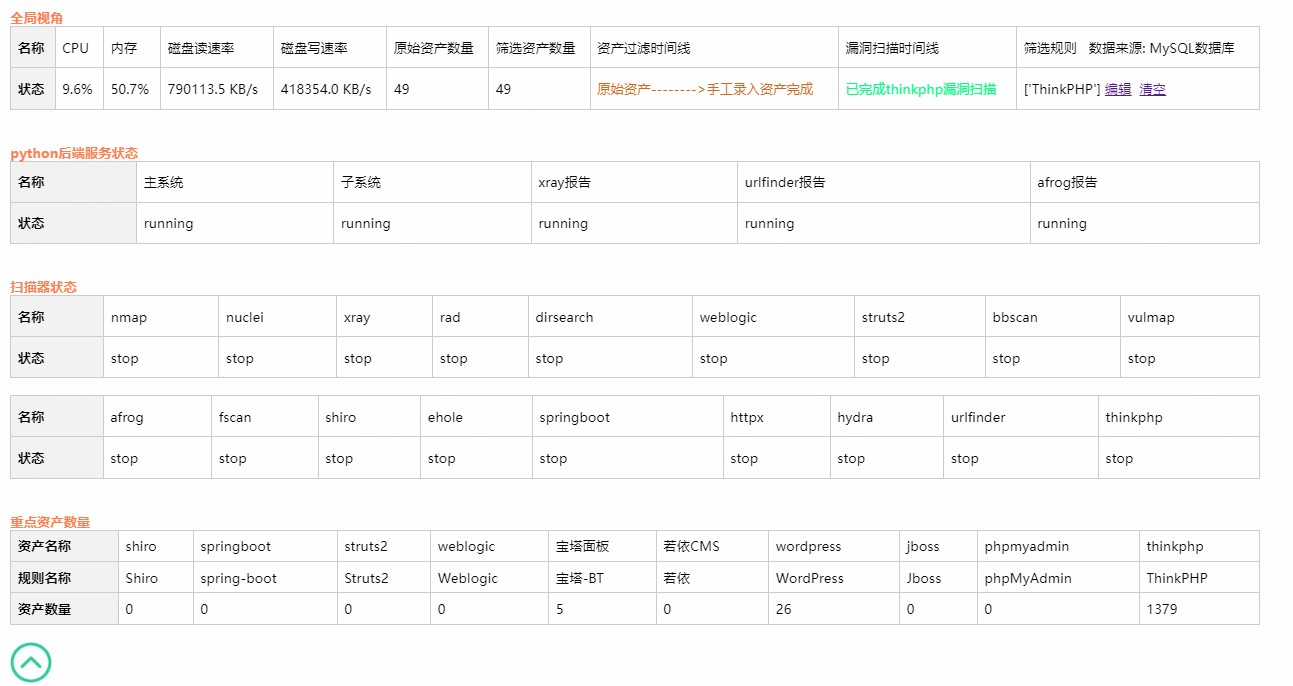 全局视角
名称 CPU 内存 磁盘读速率 磁盘写速率 原始资产数量 筛选资产数量 资产过滤时间线 漏洞扫描时间线 筛选规则 数据来源: MySQL数据库
状态 9.6% 50.7% 790113.5 KB/s 418354.0 KB/s 49 49 原始资产-------->手工录入资产完成 已完成thinkphp漏洞扫描 ['ThinkPHP'] 编辑 清空
python后端服务状态
名称 主系统 子系统 xray报告 urlfinder报告 afrog报告
状态 running running running running running
扫描器状态
名称 nmap nuclei xray rad dirsearch weblogic struts2 bbscan vulmap
状态 stop stop stop stop stop stop stop stop stop
名称 afrog fscan shiro ehole springboot httpx hydra urlfinder thinkphp
状态 stop stop stop stop stop stop stop stop stop
重点资产数量
资产名称 shiro springboot struts2 weblogic 宝塔面板 若依CMS wordpress jboss phpmyadmin thinkphp
规则名称 Shiro spring-boot Struts2 Weblogic 宝塔-BT 若依 WordPress Jboss phpMyAdmin ThinkPHP
资产数量 0 0 0 0 5 0 26 0 0 1379